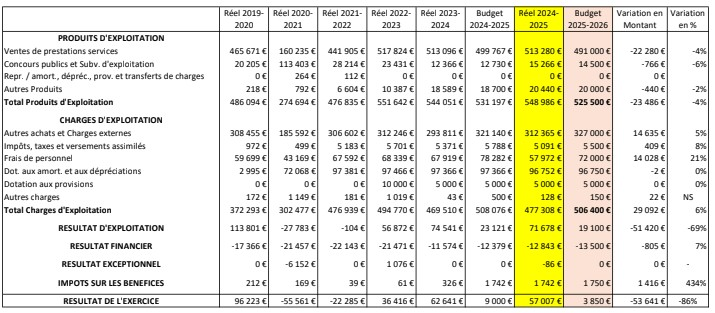 Réel 2019-2020 Réel 2020-2021 Réel 2021-2022 Réel 2022-2023 Réel 2023-2024 Budget 2024-2025 Réel 2024-2025 Budget 2025-2026 Variation en Montant Variation en %
PRODUITS D'EXPLOITATION
Ventes de prestations services 465 671 € 160 235 € 441 905 € 517 824 € 513 096 € 499 767 € 513 280 € 491 000 € -22 280 € -4%
Concours publics et Subv. d'exploitation 20 205 € 113 403 € 28 214 € 23 431 € 12 366 € 12 730 € 15 266 € 14 500 € -766 € -6%
Repr. / amort., dépréc., prov. et transferts de charges 0 € 264 € 112 € 0 € 0 € 0 € 0 € 0 €
Autres Produits 218 € 792 € 6 604 € 10 387 € 18 589 € 18 700 € 20 440 € 20 000 € -440 € -2%
Total Produits d'Exploitation 486 094 € 274 694 € 476 835 € 551 642 € 544 051 € 531 197 € 548 986 € 525 500 € -23 486 € -4%
CHARGES D'EXPLOITATION
Autres achats et Charges externes 308 455 € 185 592 € 306 602 € 312 246 € 293 811 € 321 140 € 312 365 € 327 000 € 14 635 € 5%
Impôts, taxes et versements assimilés 972 € 499 € 5 183 € 5 701 € 5 371 € 5 788 € 5 091 € 5 500 € 409 € 8%
Frais de personnel 59 699 € 43 169 € 67 592 € 68 339 € 67 919 € 78 282 € 57 972 € 72 000 € 14 028 € 21%
Dot. aux amort. et aux dépréciations 2 995 € 72 068 € 97 381 € 97 466 € 97 366 € 97 366 € 96 752 € 96 750 € -2 € 0%
Dotation aux provisions 0 € 0 € 0 € 10 000 € 5 000 € 5 000 € 5 000 € 5 000 € 0 € 0%
Autres charges 172 € 1 149 € 181 € 1 019 € 43 € 500 € 128 € 150 € 22 € NS
Total Charges d'Exploitation 372 293 € 302 477 € 476 939 € 494 770 € 469 510 € 508 076 € 477 308 € 506 400 € 29 092 € 6%
RESULTAT D'EXPLOITATION 113 801 € -27 783 € -104 € 56 872 € 74 541 € 23 121 € 71 678 € 19 100 € -51 420 € -69%
RESULTAT FINANCIER -17 366 € -21 457 € -22 143 € -21 471 € -11 574 € -12 379 € -12 843 € -13 500 € -805 € 7%
RESULTAT EXCEPTIONNEL 0 € -6 152 € 0 € 1 076 € 0 € 0 € -86 € 0 € 0 € -
IMPOTS SUR LES BENEFICES 212 € 169 € 39 € 61 € 326 € 1 742 € 1 742 € 1 750 € 1 416 € 434%
RESULTAT DE L'EXERCICE 96 223 € -55 561 € -22 285 € 36 416 € 62 641 € 9 000 € 57 007 € 3 850 € -53 641 € -86%